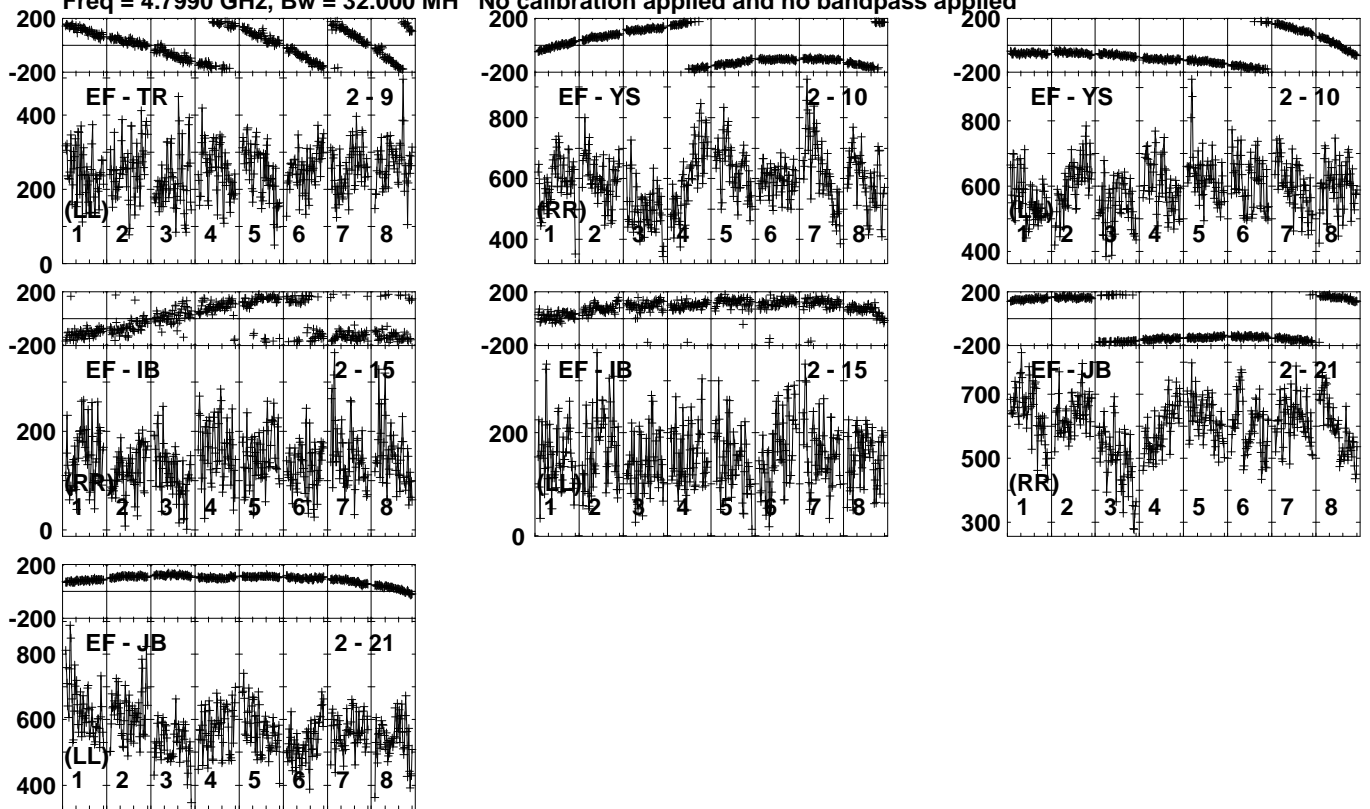 Freq = 4.7990 GHz, Bw = 32.000 MH No calibration applied and no bandpass applied
200
-200
EF - TR 2 - 9
400
200
0
(LL)
1 2 3 4 5 6 7 8
200
-200
EF - YS 2 - 10
800
600
400
(RR)
1 2 3 4 5 6 7 8
200
-200
EF - YS 2 - 10
800
600
400
(LL)
1 2 3 4 5 6 7 8
200
-200
EF - IB 2 - 15
200
0
(RR)
1 2 3 4 5 6 7 8
200
-200
EF - IB 2 - 15
200
0
(LL)
1 2 3 4 5 6 7 8
200
-200
EF - JB 2 - 21
700
500
300
(RR)
1 2 3 4 5 6 7 8
200
-200
EF - JB 2 - 21
800
600
400
(LL)
1 2 3 4 5 6 7 8